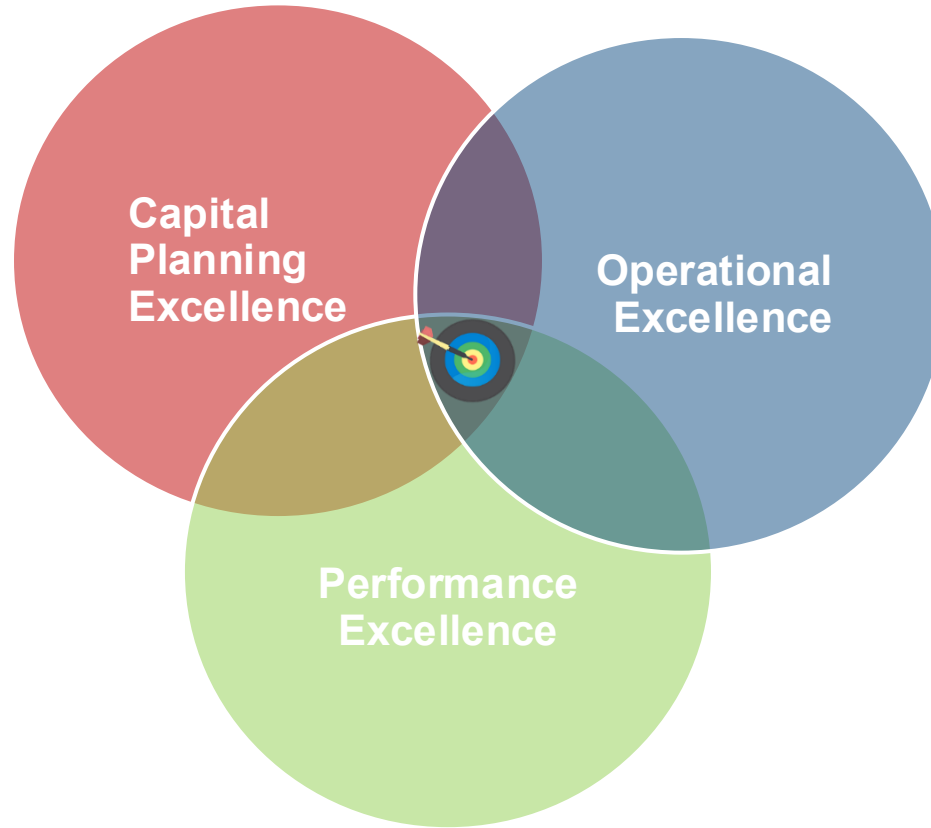 Capital
Planning
Excellence
Operational
Excellence
Performance
Excellence